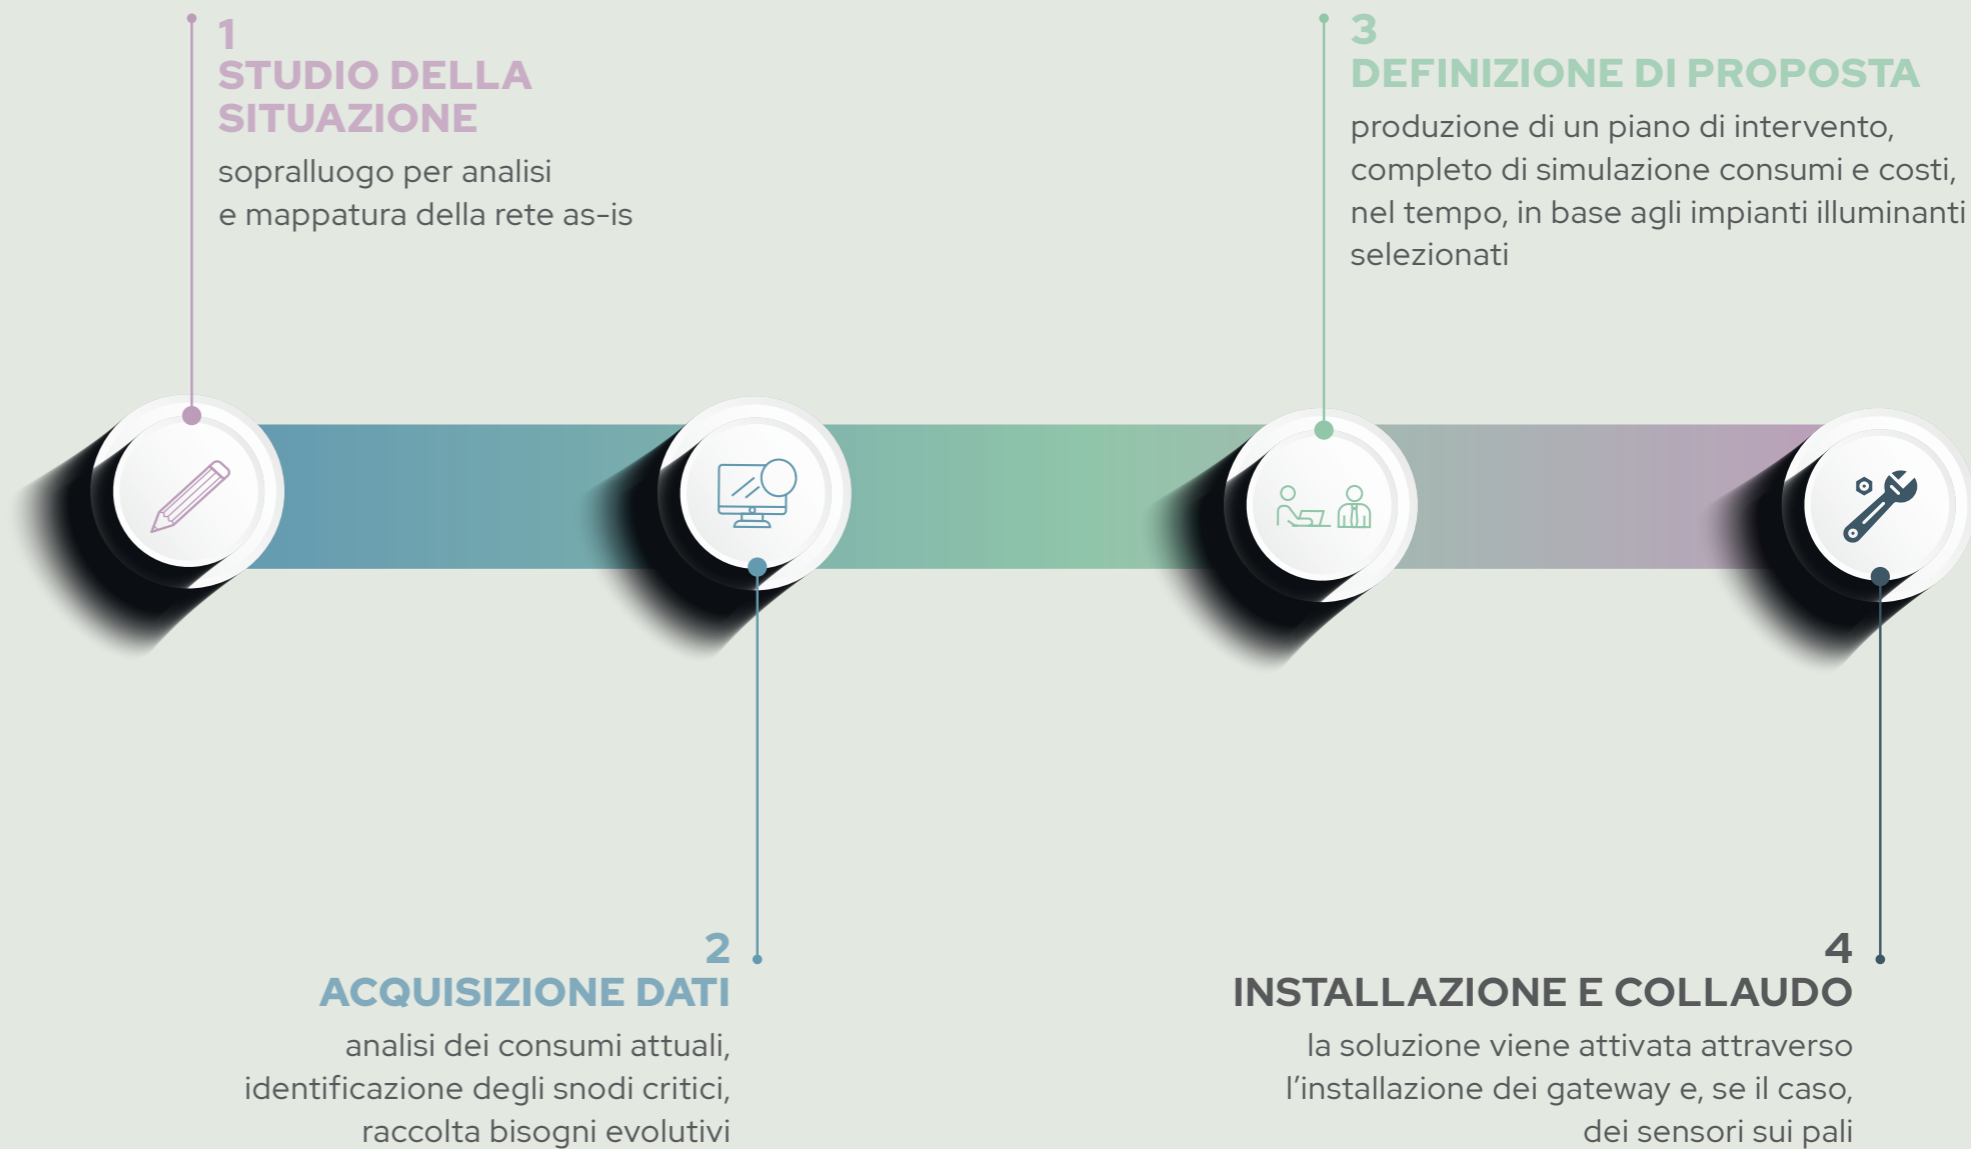 1
STUDIO DELLA
SITUAZIONE
sopralluogo per analisi
e mappatura della rete as-is
2
ACQUISIZIONE DATI
analisi dei consumi attuali,
identificazione degli snodi critici,
raccolta bisogni evolutivi
3
DEFINIZIONE DI PROPOSTA
produzione di un piano di intervento,
completo di simulazione consumi e costi,
nel tempo, in base agli impianti illuminanti
selezionati
4
INSTALLAZIONE E COLLAUDO
la soluzione viene attivata attraverso
l’installazione dei gateway e, se il caso,
dei sensori sui pali